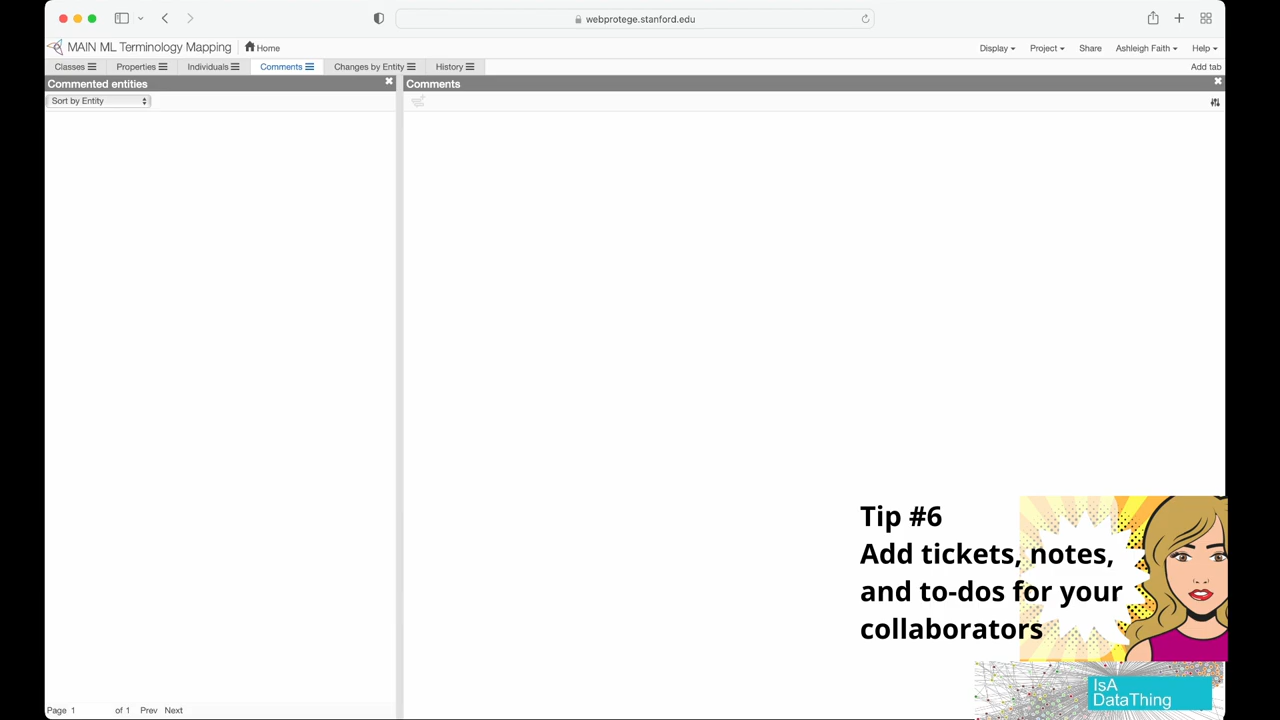 webprotege.stanford.edu
MAIN ML Terminology Mapping
Home
Display
Project
Share
Ashleigh Faith
Help
Classes
Properties
Individuals
Comments
Changes by Entity
History
Add tab
Commented entities
Comments
Sort by Entity
Tip #6
Add tickets, notes,
and to-dos for your
collaborators
IsA
DataThing
Page 1 of 1 Prev Next